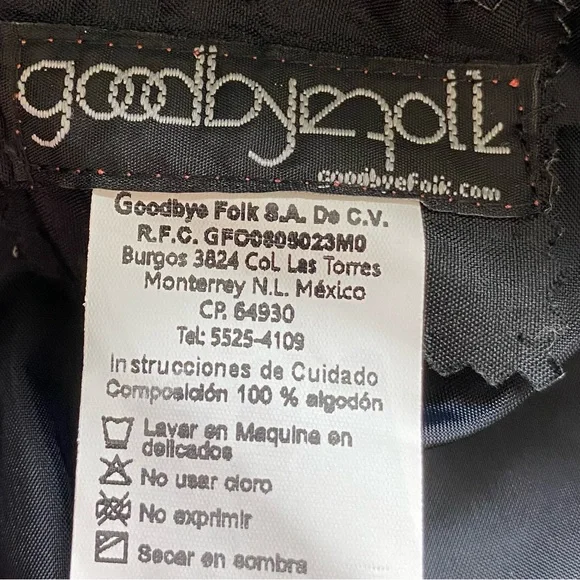 goodbyefolk
goodbyefolk.com
Goodbye Folk S.A. De C.V.
R.F.C. GFO0805023M0
Burgos 3824 Col. Las Torres
Monterrey N.L. México
CP. 64930
Tel: 5525-4109
Instrucciones de Cuidado
Composición 100 % algodón
Lavar en Maquina en
delicados
No usar cloro
No exprimir
Secar en sombra